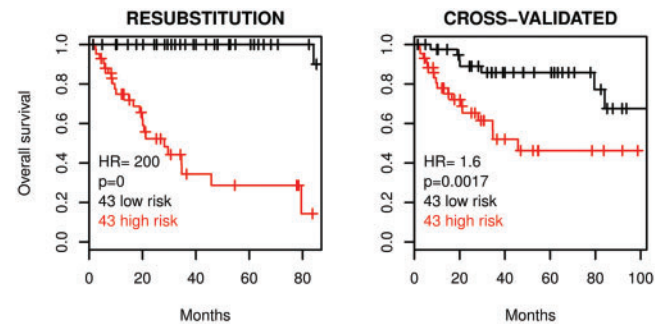 RESUBSTITUTION
Overall survival
0.0 0.2 0.4 0.6 0.8 1.0
HR= 200
p=0
43 low risk
43 high risk
0 20 40 60 80
Months
CROSS-VALIDATED
0.0 0.2 0.4 0.6 0.8 1.0
HR= 1.6
p=0.0017
43 low risk
43 high risk
0 20 40 60 80 100
Months